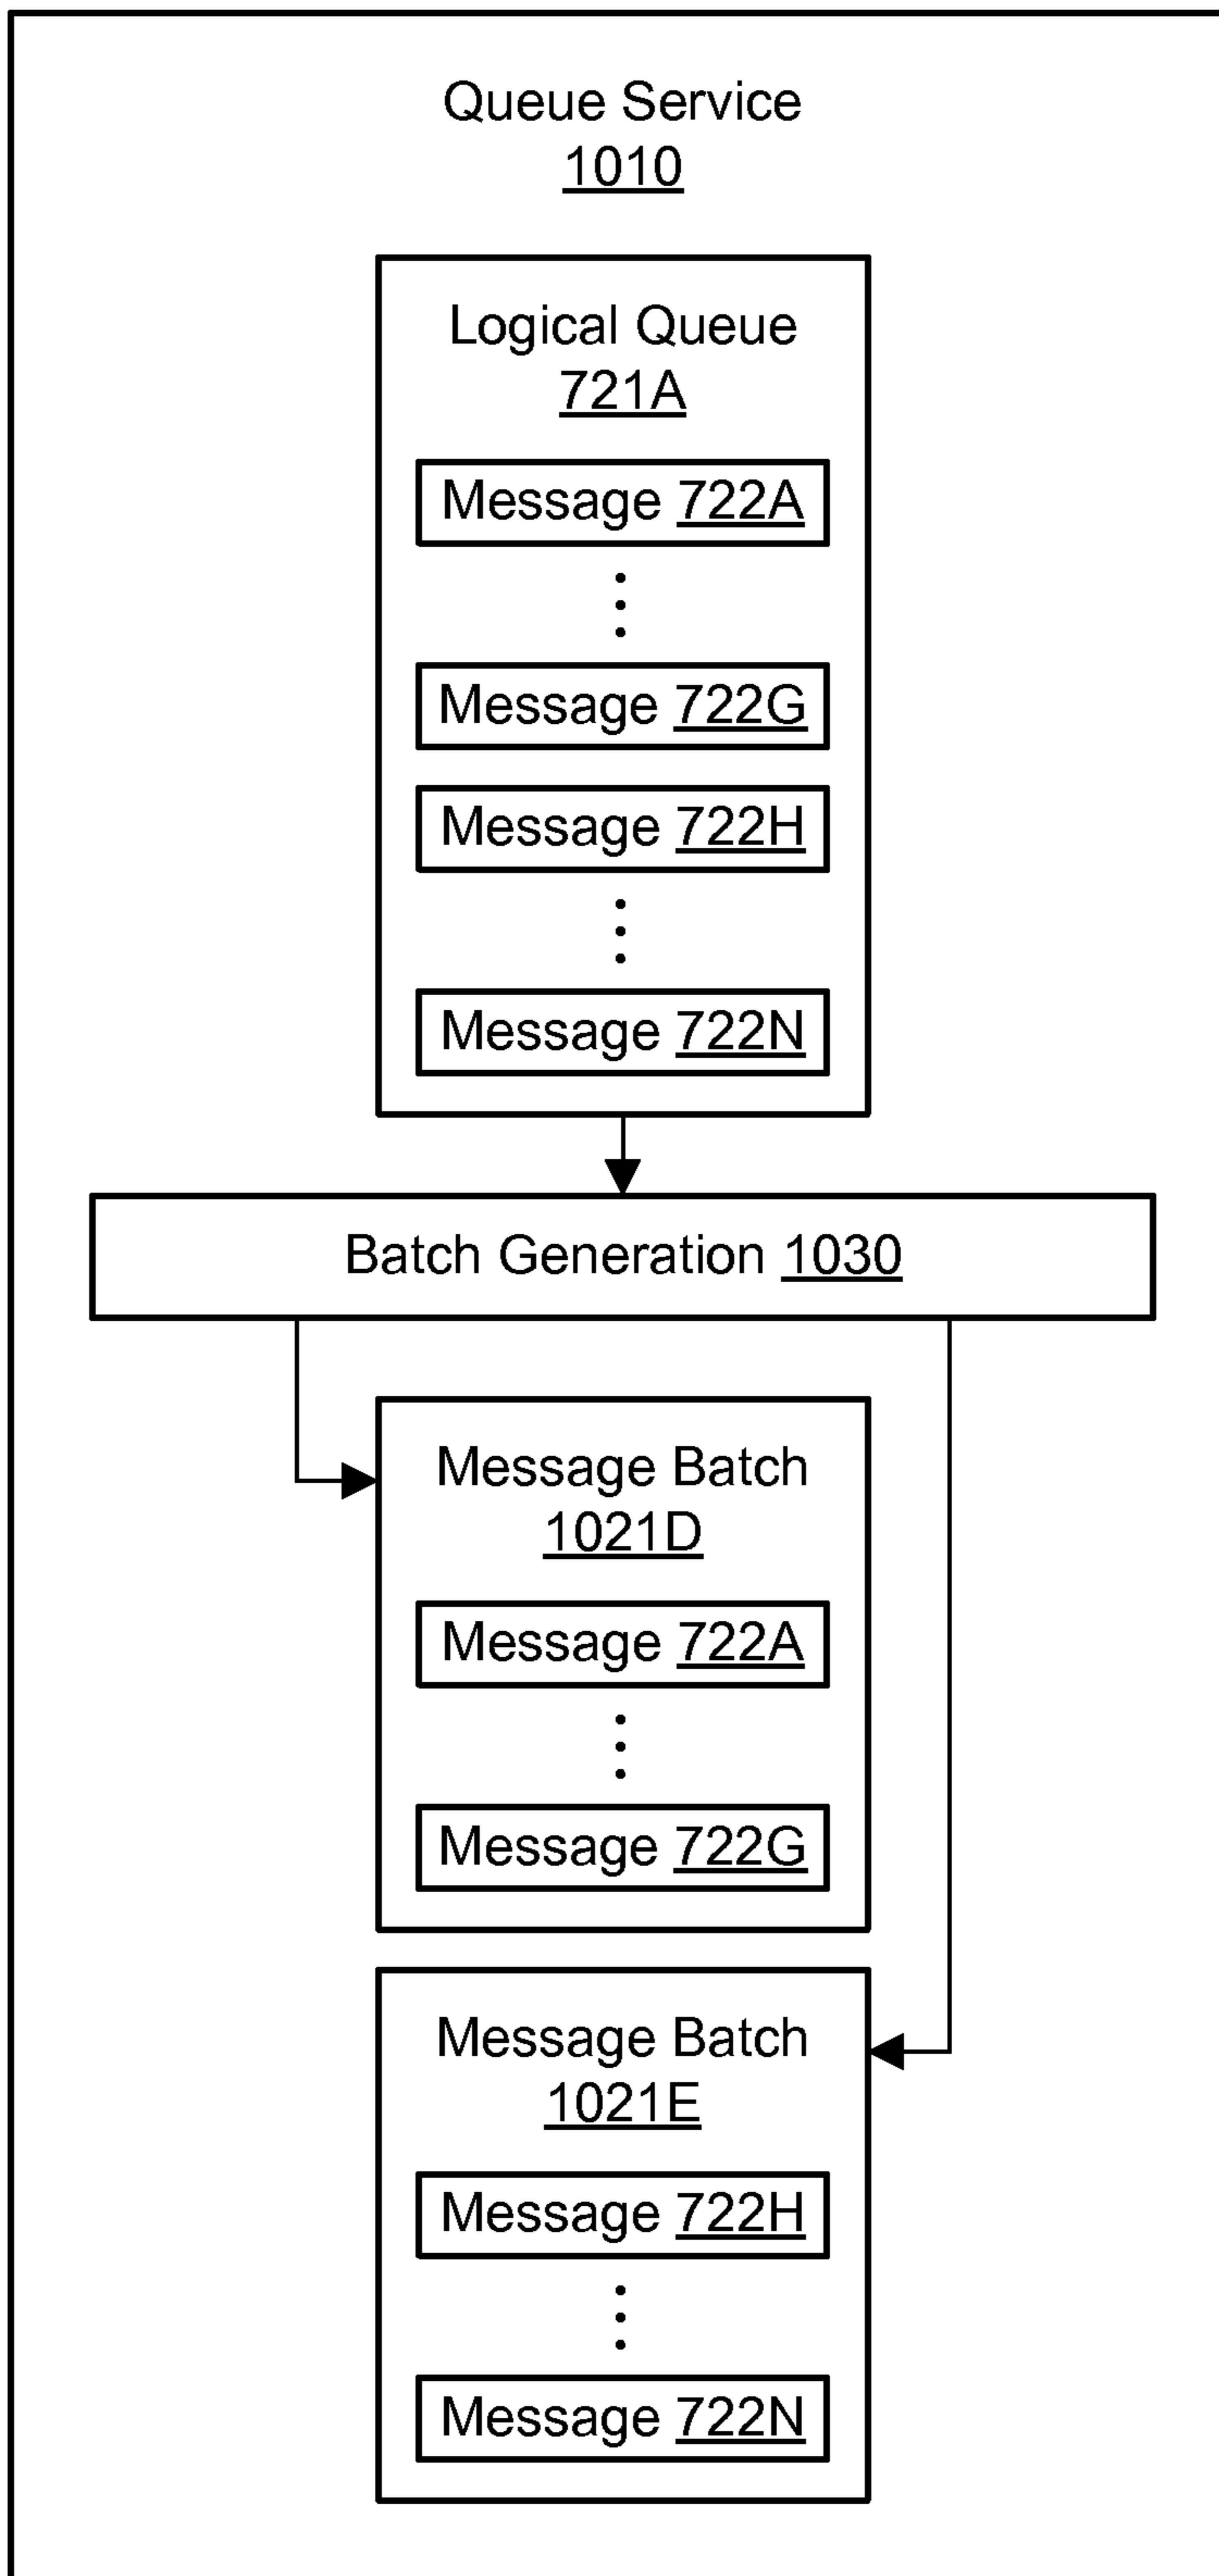 Queue Service
1010
Logical Queue
721A
Message 722A
Message 722G
Message 722H
Message 722N
Batch Generation 1030
Message Batch
1021D
Message 722A
Message 722G
Message Batch
1021E
Message 722H
Message 722N